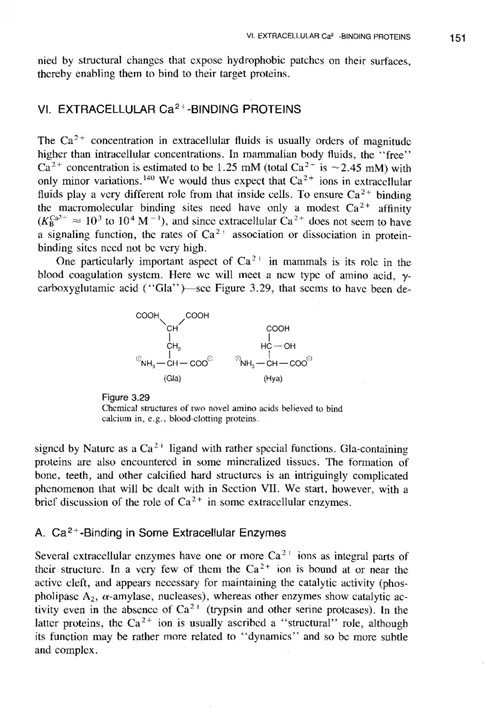 VI. EXTRACELLULAR Ca² -BINDING PROTEINS 151
nied by structural changes that expose hydrophobic patches on their surfaces,
thereby enabling them to bind to their target proteins.
VI. EXTRACELLULAR Ca²⁺-BINDING PROTEINS
The Ca²⁺ concentration in extracellular fluids is usually orders of magnitude
higher than intracellular concentrations. In mammalian body fluids, the “free”
Ca²⁺ concentration is estimated to be 1.25 mM (total Ca²⁺ is ~2.45 mM) with
only minor variations.¹⁴⁰ We would thus expect that Ca²⁺ ions in extracellular
fluids play a very different role from that inside cells. To ensure Ca²⁺ binding
the macromolecular binding sites need have only a modest Ca²⁺ affinity
(K_B^Ca²⁺ ≈ 10³ to 10⁴ M⁻¹), and since extracellular Ca²⁺ does not seem to have
a signaling function, the rates of Ca²⁺ association or dissociation in protein-
binding sites need not be very high.
One particularly important aspect of Ca²⁺ in mammals is its role in the
blood coagulation system. Here we will meet a new type of amino acid, γ-
carboxyglutamic acid (“Gla”)—see Figure 3.29, that seems to have been de-
COOH COOH
CH COOH
CH₂ HC—OH
⊕NH₃—CH—COO⊖ ⊕NH₃—CH—COO⊖
(Gla) (Hya)
Figure 3.29
Chemical structures of two novel amino acids believed to bind
calcium in, e.g., blood-clotting proteins.
signed by Nature as a Ca²⁺ ligand with rather special functions. Gla-containing
proteins are also encountered in some mineralized tissues. The formation of
bone, teeth, and other calcified hard structures is an intriguingly complicated
phenomenon that will be dealt with in Section VII. We start, however, with a
brief discussion of the role of Ca²⁺ in some extracellular enzymes.
A. Ca²⁺-Binding in Some Extracellular Enzymes
Several extracellular enzymes have one or more Ca²⁺ ions as integral parts of
their structure. In a very few of them the Ca²⁺ ion is bound at or near the
active cleft, and appears necessary for maintaining the catalytic activity (phos-
pholipase A₂, α-amylase, nucleases), whereas other enzymes show catalytic ac-
tivity even in the absence of Ca²⁺ (trypsin and other serine proteases). In the
latter proteins, the Ca²⁺ ion is usually ascribed a “structural” role, although
its function may be rather more related to “dynamics” and so be more subtle
and complex.